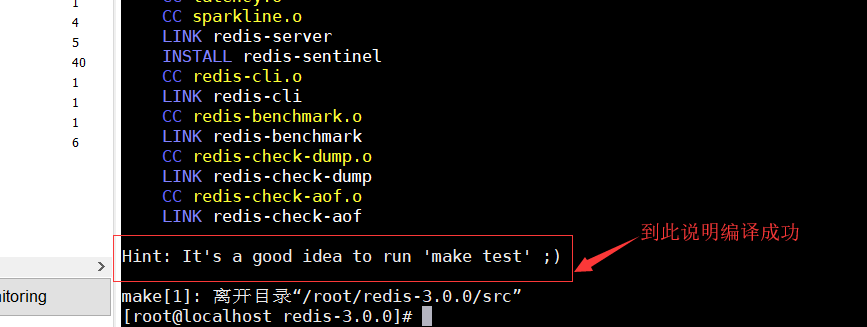 1
4
5
40
1
1
1
6
itoring
CC latency.o
CC sparkline.o
LINK redis-server
INSTALL redis-sentinel
CC redis-cli.o
LINK redis-cli
CC redis-benchmark.o
LINK redis-benchmark
CC redis-check-dump.o
LINK redis-check-dump
CC redis-check-aof.o
LINK redis-check-aof
Hint: It's a good idea to run 'make test' ;)
到此说明编译成功
make[1]: 离开目录“/root/redis-3.0.0/src”
[root@localhost redis-3.0.0]#